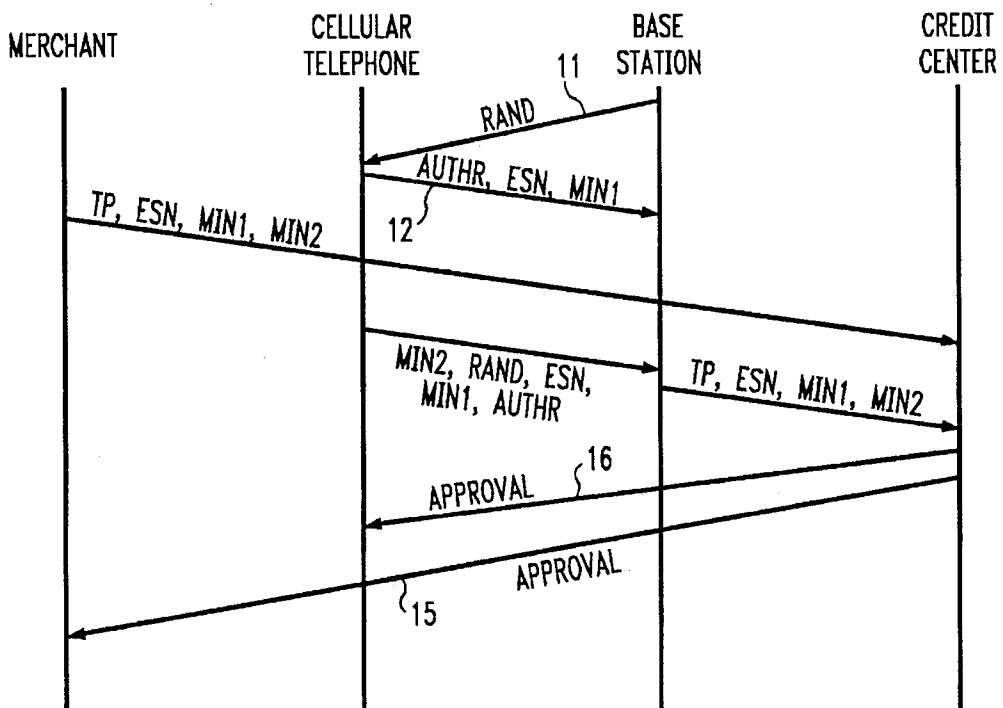 MERCHANT
CELLULAR
TELEPHONE
BASE
STATION
CREDIT
CENTER
11
RAND
AUTHR, ESN, MIN1
12
TP, ESN, MIN1, MIN2
MIN2, RAND, ESN,
MIN1, AUTHR
TP, ESN, MIN1, MIN2
16
APPROVAL
APPROVAL
15